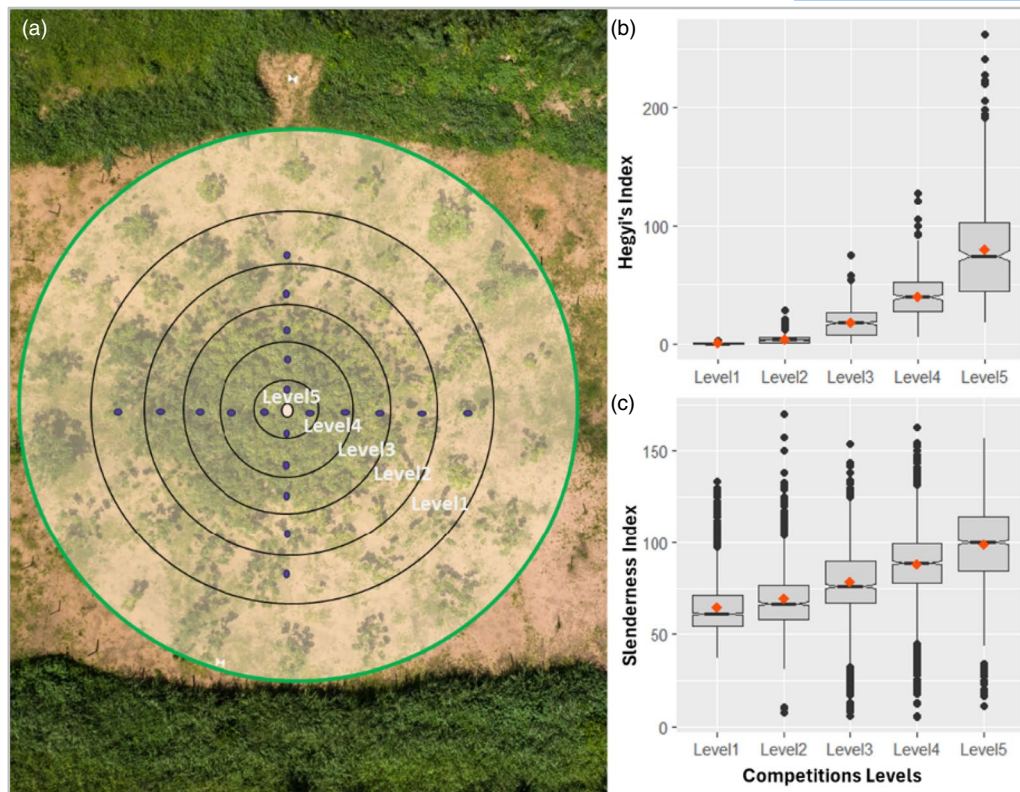 (a)
Level5
Level4
Level3
Level2
Level1
(b)
Hegyi's Index
200
100
0
Level1 Level2 Level3 Level4 Level5
(c)
Slenderness Index
150
100
50
0
Level1 Level2 Level3 Level4 Level5
Competitions Levels